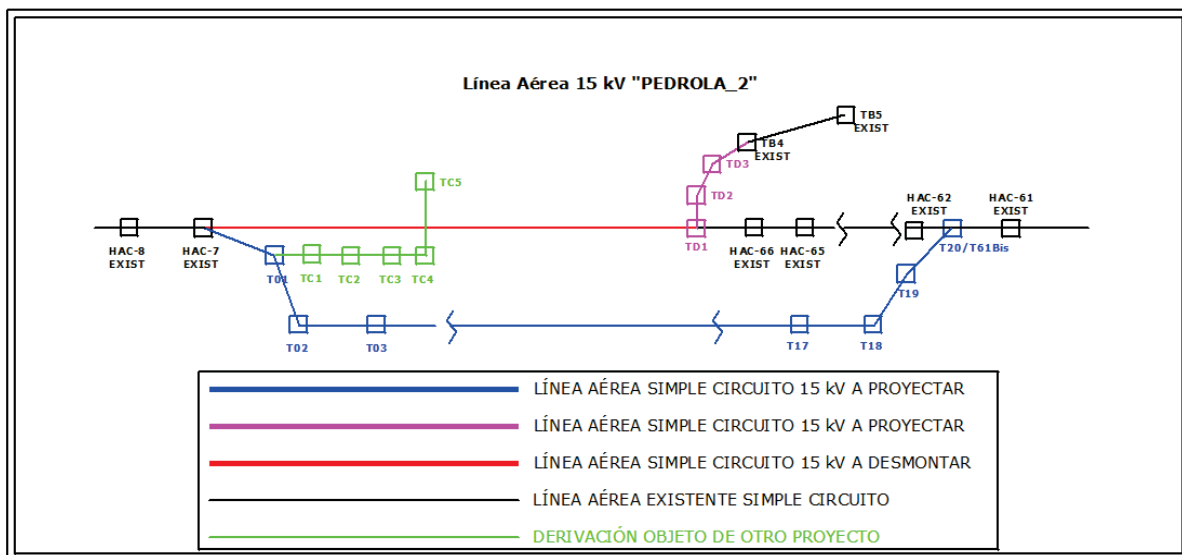 Línea Aérea 15 kV "PEDROLA_2"
TB5
EXIST
TB4
EXIST
TD3
TC5
TD2
HAC-62
EXIST
HAC-61
EXIST
HAC-8
EXIST
HAC-7
EXIST
T01
TC1
TC2
TC3
TC4
TD1
HAC-66
EXIST
HAC-65
EXIST
T20/T61Bis
T19
T02
T03
T17
T18
LÍNEA AÉREA SIMPLE CIRCUITO 15 kV A PROYECTAR
LÍNEA AÉREA SIMPLE CIRCUITO 15 kV A PROYECTAR
LÍNEA AÉREA SIMPLE CIRCUITO 15 kV A DESMONTAR
LÍNEA AÉREA EXISTENTE SIMPLE CIRCUITO
DERIVACIÓN OBJETO DE OTRO PROYECTO